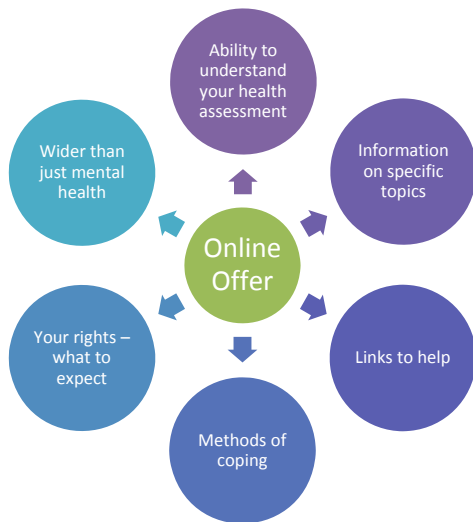 Ability to
understand
your health
assessment
Wider than
just mental
health
Information
on specific
topics
Online
Offer
Your rights –
what to
expect
Links to help
Methods of
coping